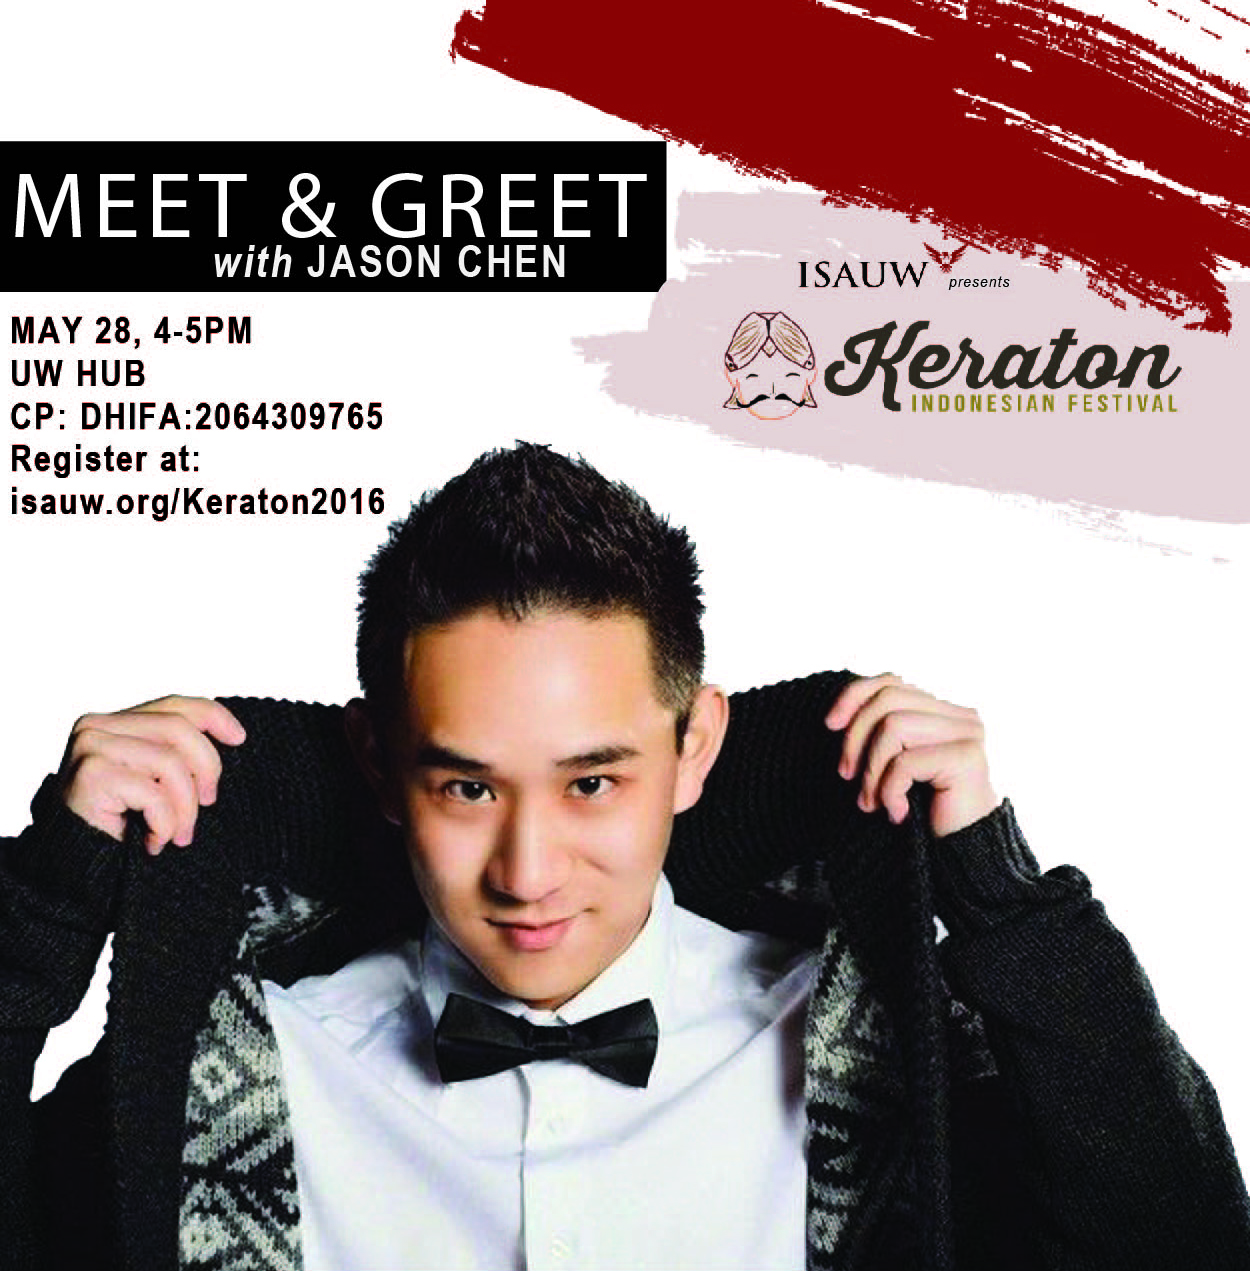 MEET & GREET
with JASON CHEN
MAY 28, 4-5PM
UW HUB
CP: DHIFA:2064309765
Register at:
isauw.org/Keraton2016
ISAUW presents
Keraton
INDONESIAN FESTIVAL